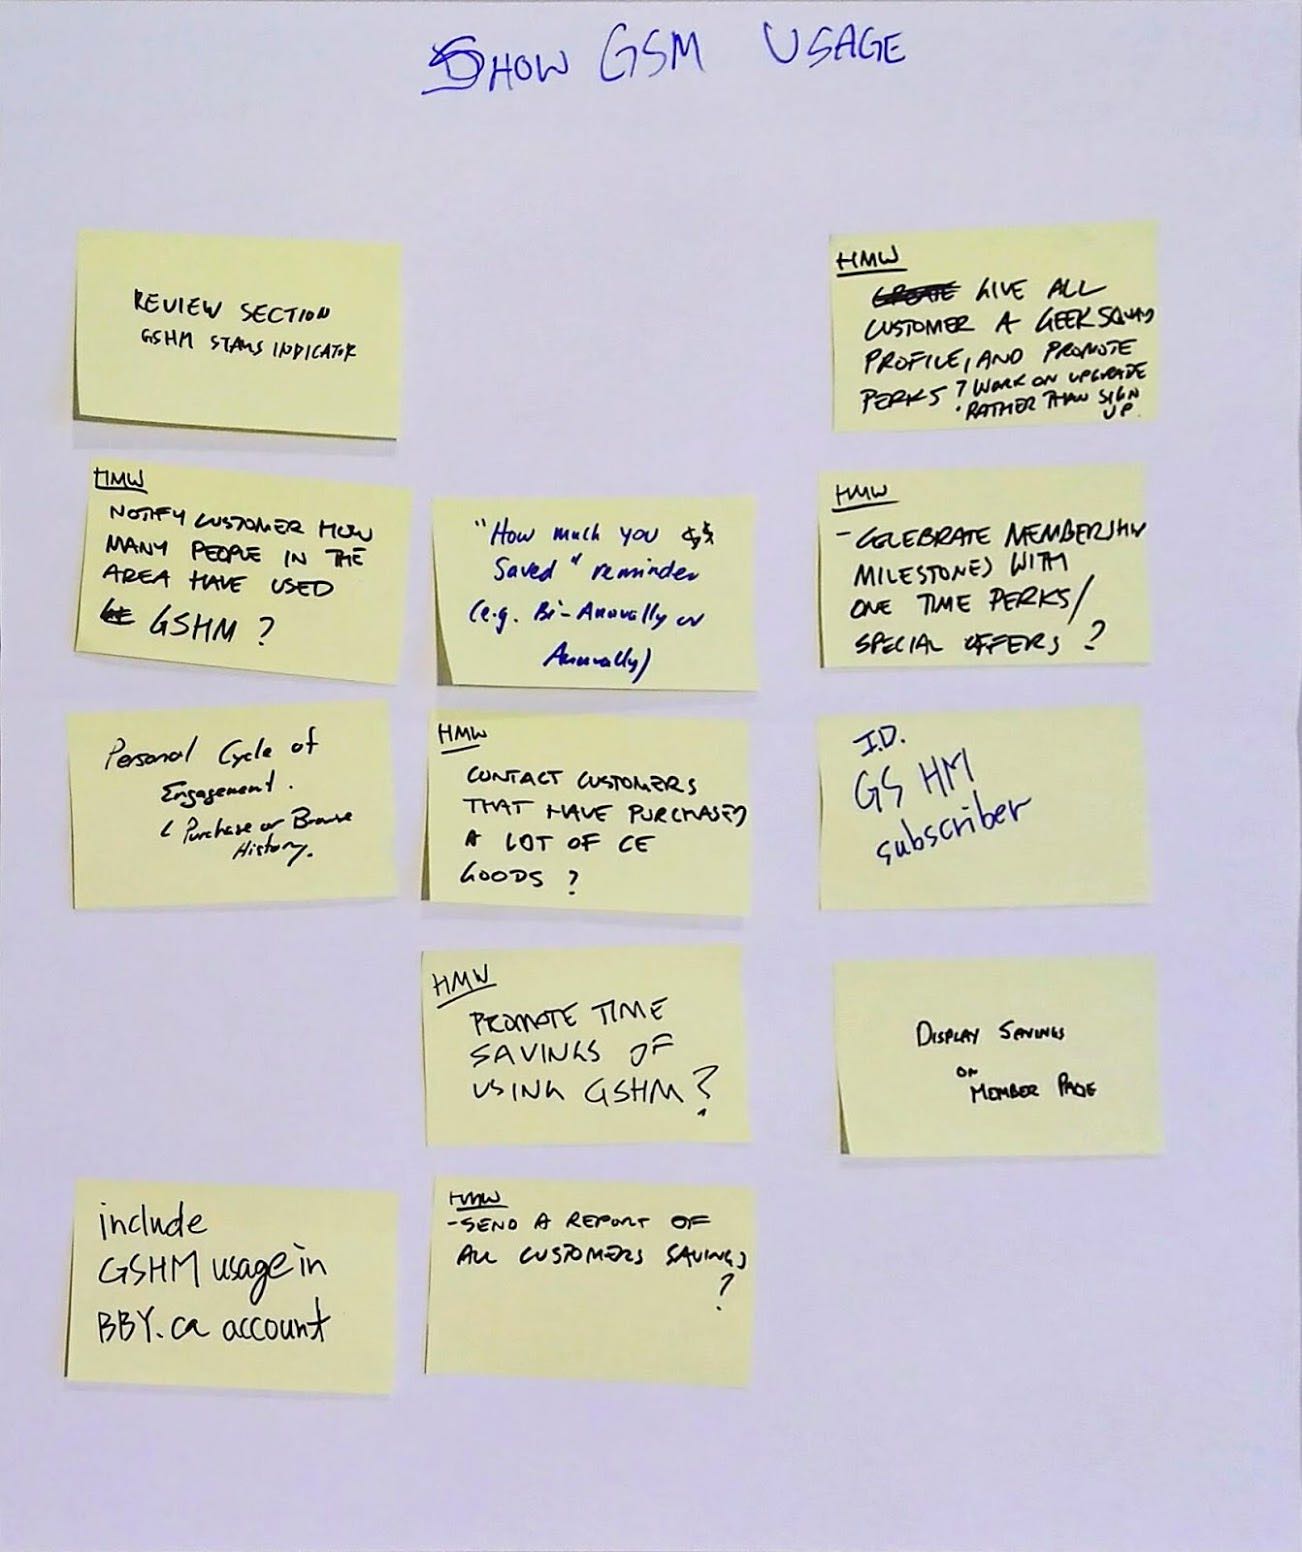 SHOW GSM USAGE
REVIEW SECTION
GSHM STATUS INDICATOR
HMW
NOTIFY CUSTOMER HOW
MANY PEOPLE IN THE
AREA HAVE USED
GSHM ?
Personal Cycle of
Engagement.
Purchase or Browse
History.
include
GSHM usage in
BBY.ca account
"How much you
Saved" reminder
(e.g. Bi-Annually or
Annually)
HMW
CONTACT CUSTOMERS
THAT HAVE PURCHASED
A LOT OF CE
GOODS ?
HMW
PROMOTE TIME
SAVINGS OF
USING GSHM ?
HMW
-SEND A REPORT OF
ALL CUSTOMERS SAVINGS
?
HMW
GIVE ALL
CUSTOMER A GEEKSQUAD
PROFILE, AND PROMOTE
PERKS ? WORK ON UPGRADE
• RATHER THAN SIGN
UP.
HMW
- CELEBRATE MEMBERSHIP
MILESTONES WITH
ONE TIME PERKS/
SPECIAL OFFERS ?
I.D.
GS HM
subscriber
DISPLAY SAVINGS
ON
MEMBER PAGE